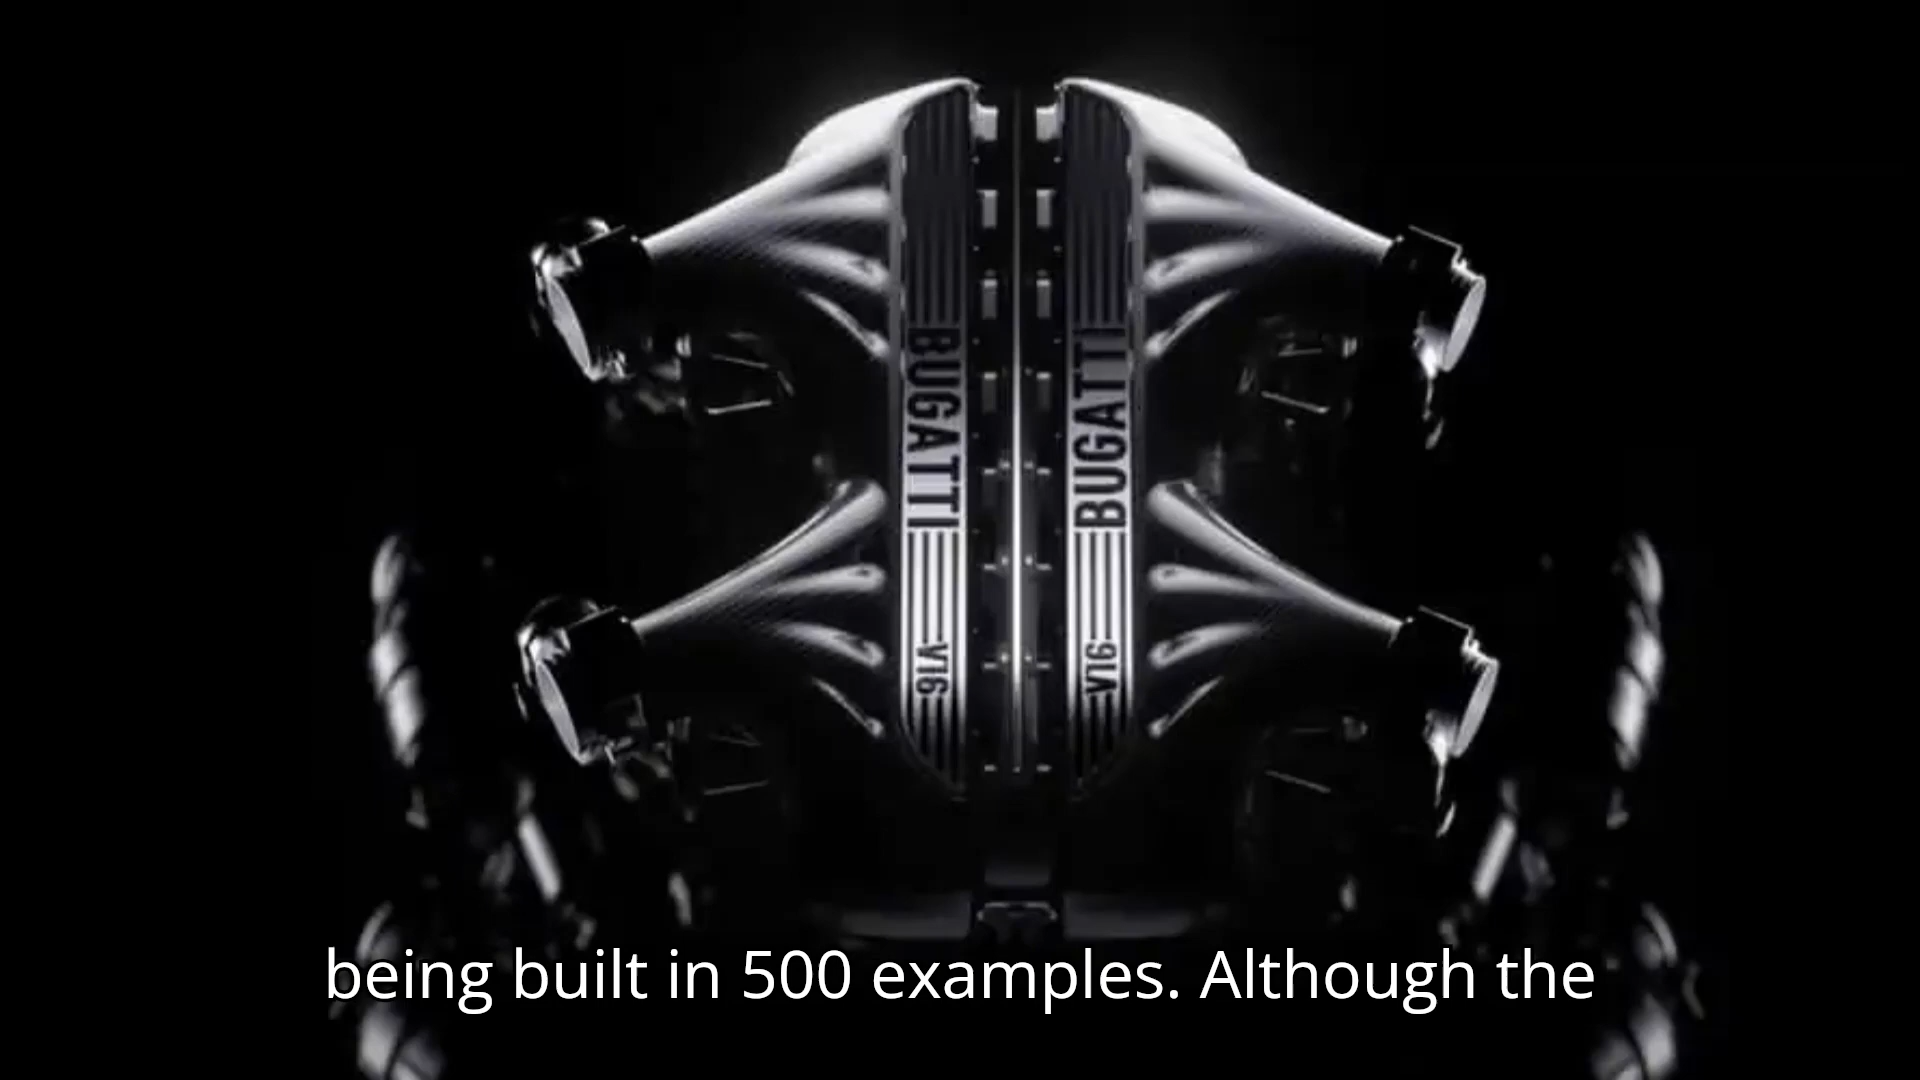 BUGATTI
BUGATTI
V16
V16
being built in 500 examples. Although the